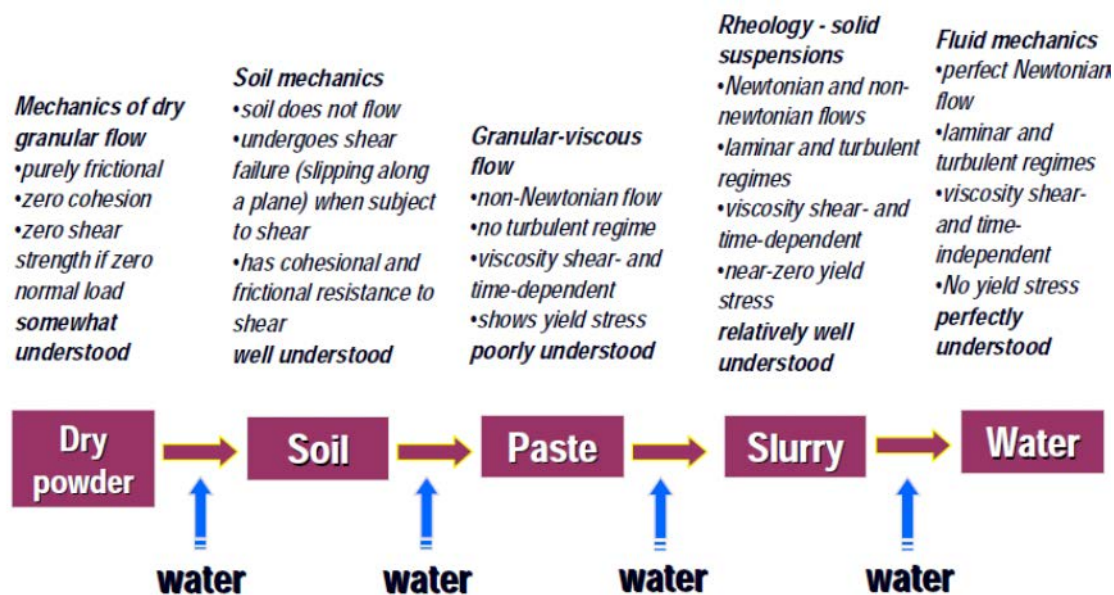 Mechanics of dry
granular flow
•purely frictional
•zero cohesion
•zero shear
strength if zero
normal load
somewhat
understood
Soil mechanics
•soil does not flow
•undergoes shear
failure (slipping along
a plane) when subject
to shear
•has cohesional and
frictional resistance to
shear
well understood
Granular-viscous
flow
•non-Newtonian flow
•no turbulent regime
•viscosity shear- and
time-dependent
•shows yield stress
poorly understood
Rheology - solid
suspensions
•Newtonian and non-
newtonian flows
•laminar and turbulent
regimes
•viscosity shear- and
time-dependent
•near-zero yield
stress
relatively well
understood
Fluid mechanics
•perfect Newtonian
flow
•laminar and
turbulent regimes
•viscosity shear-
and time-
independent
•No yield stress
perfectly
understood
Dry
powder
Soil
Paste
Slurry
Water
water
water
water
water